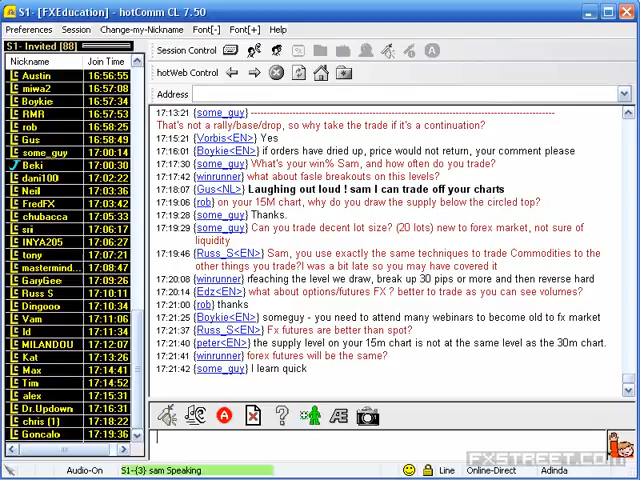 S1- [FXEducation] - hotComm CL 7.50
Preferences Session Change-my-Nickname Font[-] Font[+] Help
S1- Invited [88]
Session Control
Nickname Join Time
hotWeb Control
Address
Austin 16:56:55
miwa2 16:57:08
Boykie 16:57:34
RMR 16:57:53
rob 16:58:45
Gus 16:58:49
some_guy 17:00:14
Beki 17:00:30
dani100 17:02:22
Neil 17:03:36
FredFX 17:03:42
chubacca 17:05:33
sri 17:06:27
INYA205 17:06:27
tony 17:07:21
mastermind... 17:08:47
GaryGee 17:09:26
Russ S 17:10:11
Dingooo 17:10:34
Vam 17:11:06
Id 17:11:34
MILANDOU 17:12:07
Kat 17:12:36
Max 17:14:41
Tim 17:14:52
alex 17:15:31
Dr.Updown 17:16:31
chris (1) 17:18:22
Goncalo 17:19:36
17:13:21 {some_guy}
That's not a rally/base/drop, so why take the trade if it's a continuation?
17:15:21 {Vorbis<EN>} Yes
17:16:01 {Boykie<EN>} if orders have dried up, price would not return, your comment please
17:17:30 {some_guy} What's your win% Sam, and how often do you trade?
17:17:32 {winrunner} what about fasle breakouts on this levels?
17:18:07 {Gus<NL>} Laughing out loud ! sam I can trade off your charts
17:19:06 {rob} on your 15M chart, why do you draw the supply below the circled top?
17:19:28 {some_guy} Thanks.
17:19:29 {some_guy} Can you trade decent lot size? (20 lots) new to forex market, not sure of
liquidity
17:19:46 {Russ_S<EN>} Sam, you use exactly the same techniques to trade Commodities to the
other things you trade?I was a bit late so you may have covered it
17:20:08 {winrunner} rfeaching the level we draw, break up 30 pips or more and then reverse hard
17:20:14 {Edz<EN>} what about options/futures FX ? better to trade as you can see volumes?
17:21:00 {rob} thanks
17:21:25 {Boykie<EN>} someguy - you need to attend many webinars to become old to fx market
17:21:37 {Russ_S<EN>} Fx futures are better than spot?
17:21:40 {peter<EN>} the supply level on your 15m chart is not at the same level as the 30m chart.
17:21:41 {winrunner} forex futures will be the same?
17:21:42 {some_guy} I learn quick
FXSTREET.COM
Audio-On S1-{3} sam Speaking Line Online-Direct Adinda